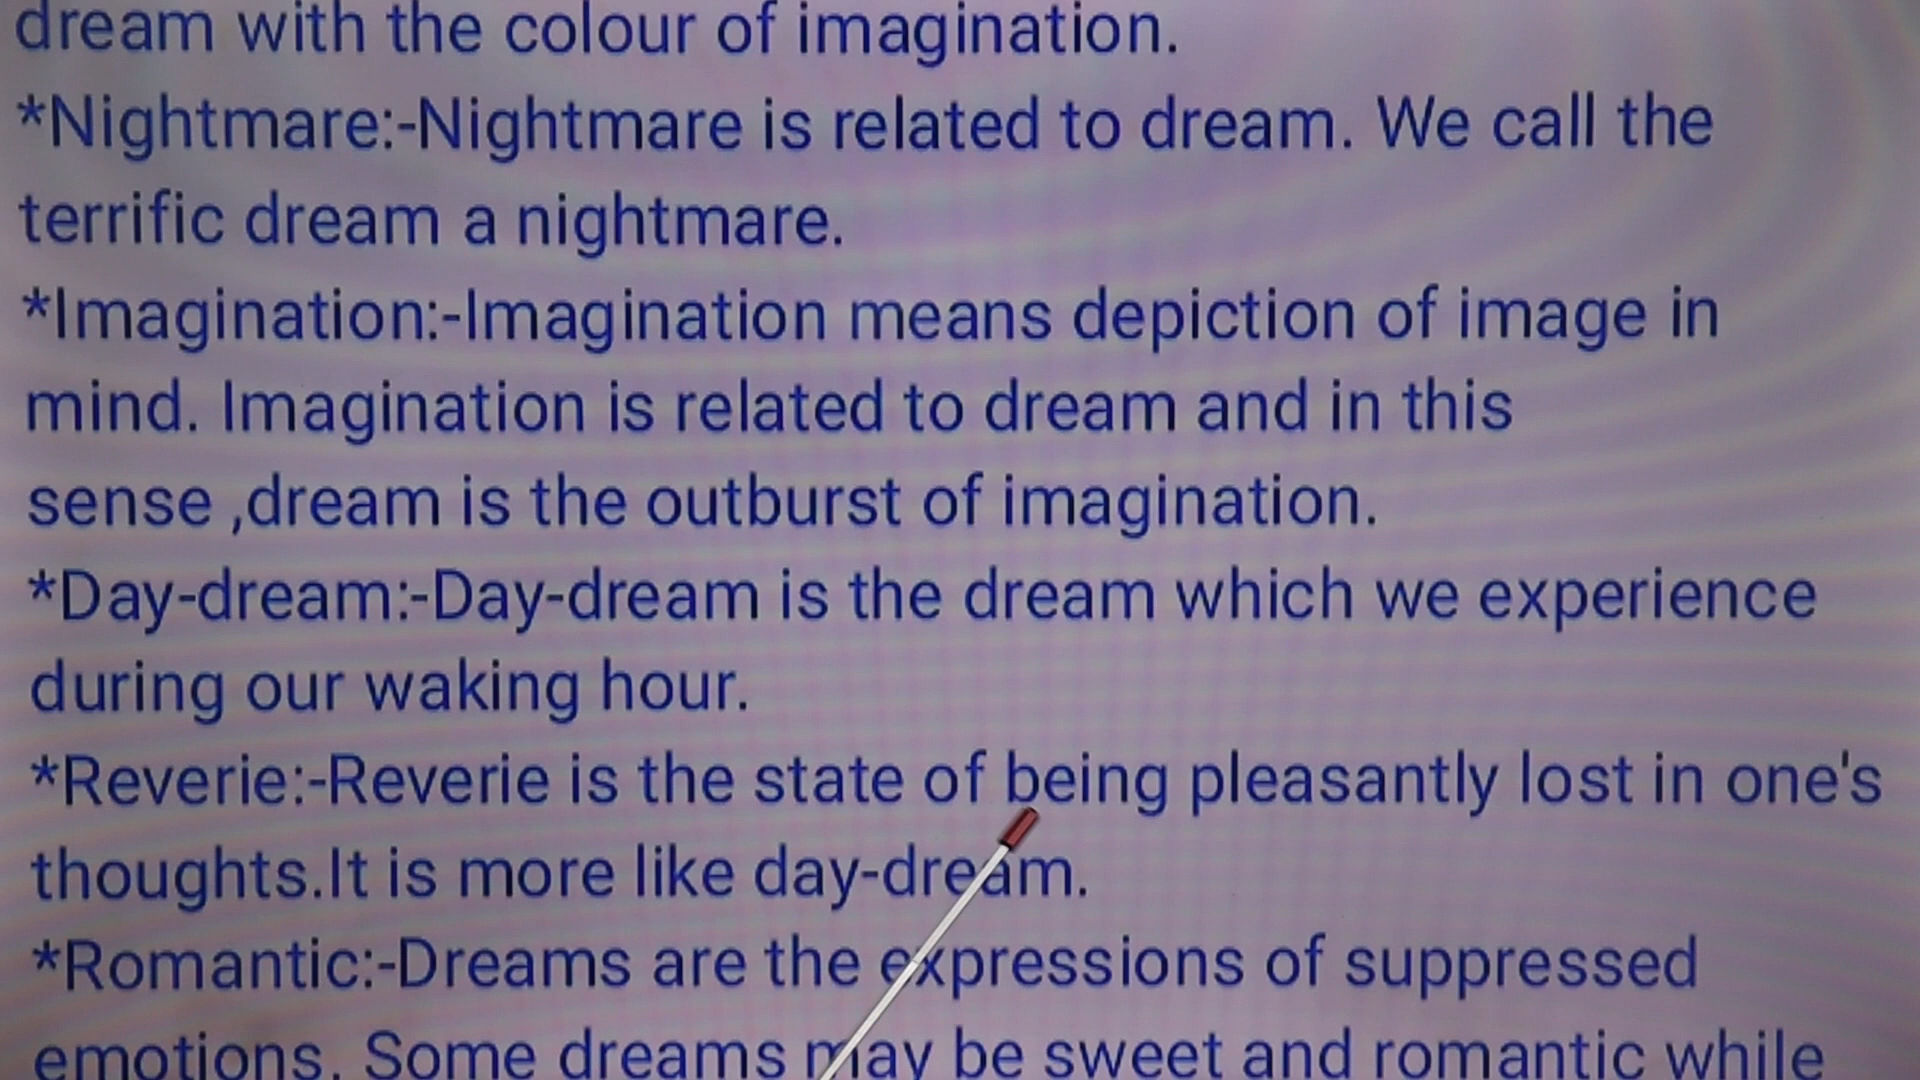 dream with the colour of imagination.
*Nightmare:-Nightmare is related to dream. We call the
terrific dream a nightmare.
*Imagination:-Imagination means depiction of image in
mind. Imagination is related to dream and in this
sense ,dream is the outburst of imagination.
*Day-dream:-Day-dream is the dream which we experience
during our waking hour.
*Reverie:-Reverie is the state of being pleasantly lost in one's
thoughts.It is more like day-dream.
*Romantic:-Dreams are the expressions of suppressed
emotions. Some dreams may be sweet and romantic while